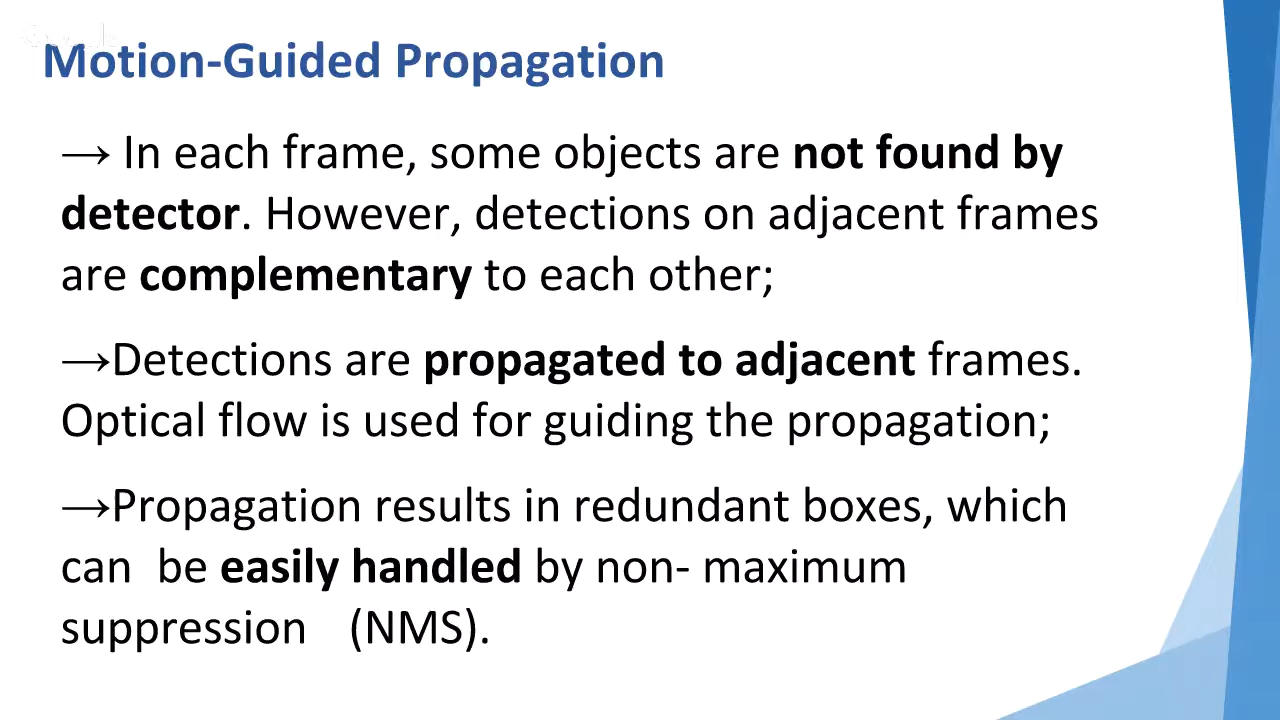 Motion-Guided Propagation
→ In each frame, some objects are not found by
detector. However, detections on adjacent frames
are complementary to each other;
→Detections are propagated to adjacent frames.
Optical flow is used for guiding the propagation;
→Propagation results in redundant boxes, which
can be easily handled by non- maximum
suppression (NMS).